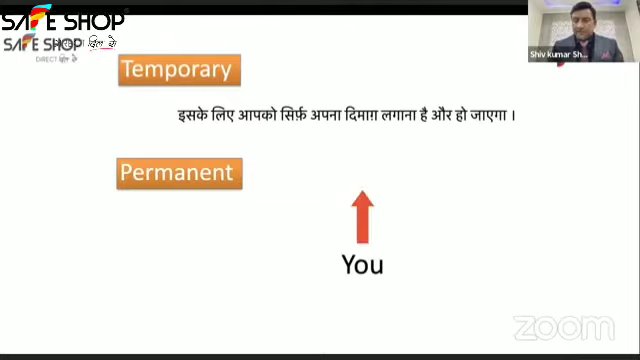 SAFE SHOP
SAFE SHOP
DIRECT दिल से
Shiv kumar Sh...
Temporary
इसके लिए आपको सिर्फ़ अपना दिमाग़ लगाना है और हो जाएगा ।
Permanent
You
zoom